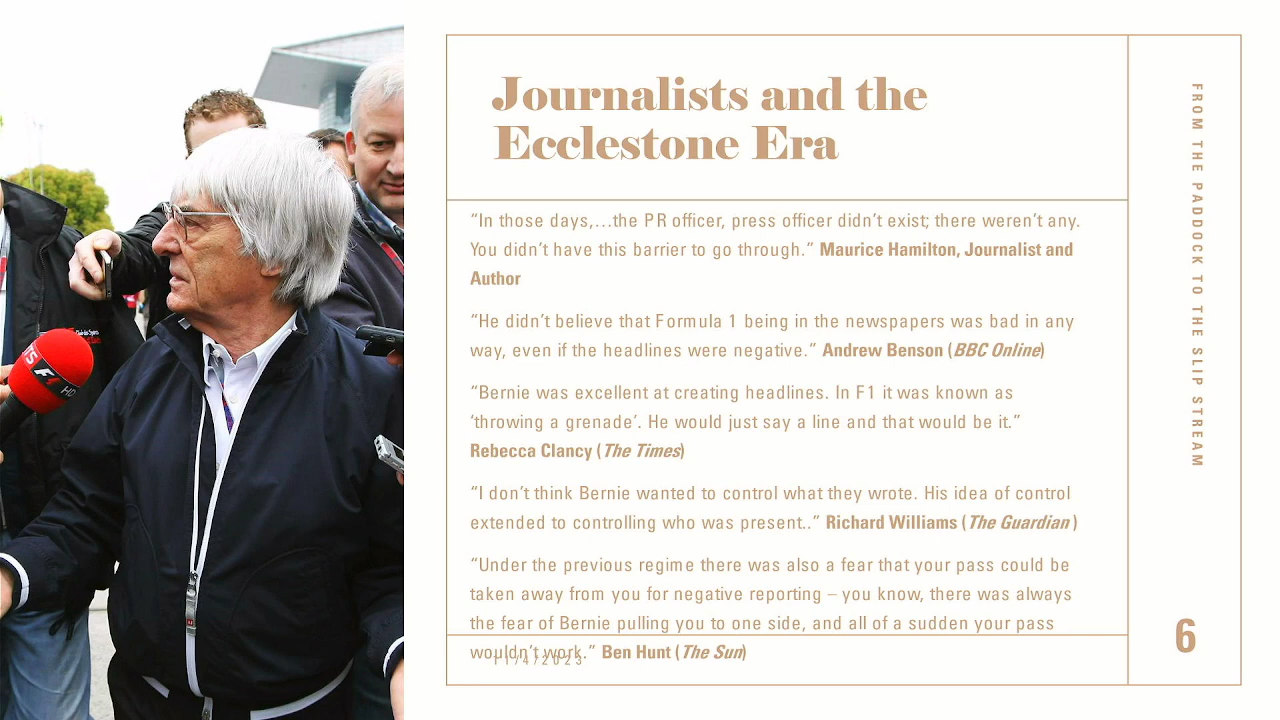 Journalists and the
Ecclestone Era
“In those days,…the PR officer, press officer didn’t exist; there weren’t any.
You didn’t have this barrier to go through.” Maurice Hamilton, Journalist and
Author
“He didn’t believe that Formula 1 being in the newspapers was bad in any
way, even if the headlines were negative.” Andrew Benson (BBC Online)
“Bernie was excellent at creating headlines. In F1 it was known as
‘throwing a grenade’. He would just say a line and that would be it.”
Rebecca Clancy (The Times)
“I don’t think Bernie wanted to control what they wrote. His idea of control
extended to controlling who was present..” Richard Williams (The Guardian )
“Under the previous regime there was also a fear that your pass could be
taken away from you for negative reporting – you know, there was always
the fear of Bernie pulling you to one side, and all of a sudden your pass
wouldn’t work.” Ben Hunt (The Sun)
11/4/2023
FROM THE PADDOCK TO THE SLIP STREAM
6
F1
HD